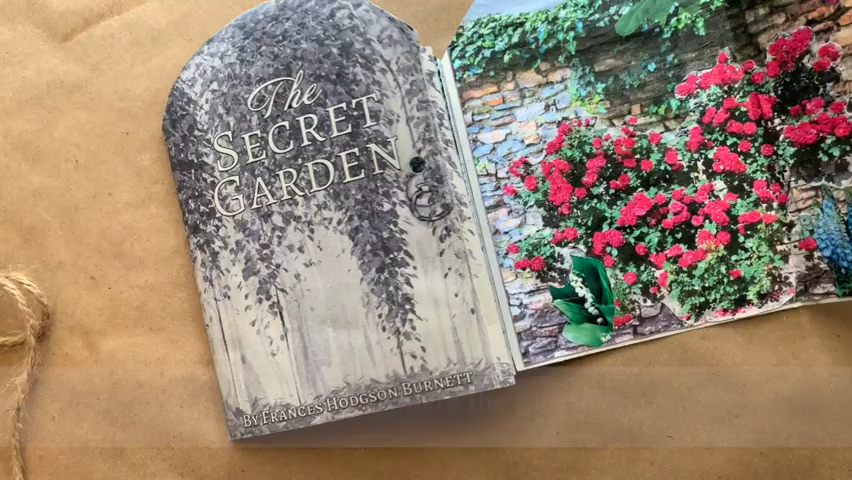 The
SECRET
GARDEN
BY FRANCES HODGSON BURNETT